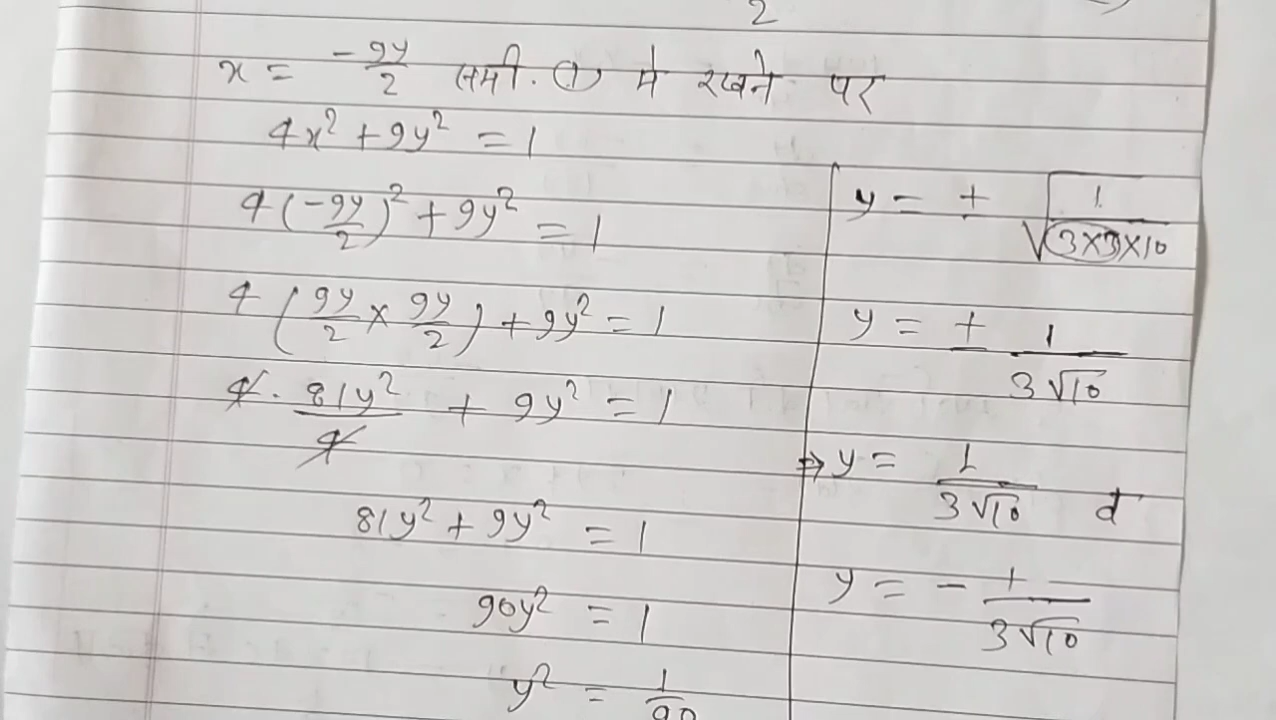 2
x = -9y/2 समी. ① मे रखने पर
4x² + 9y² = 1
4(-9y/2)² + 9y² = 1
4(9y/2 × 9y/2) + 9y² = 1
4. 81y²/4 + 9y² = 1
81y² + 9y² = 1
90y² = 1
y² = 1/90
y = ± √1/3×3×10
y = ± 1/3√10
⇒ y = 1/3√10 व
y = - 1/3√10